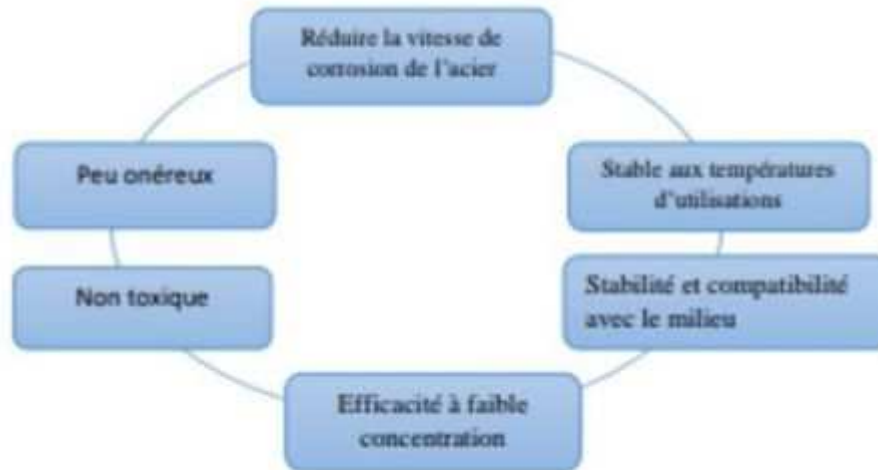 Réduire la vitesse de
corrosion de l'acier
Peu onéreux
Stable aux températures
d'utilisations
Non toxique
Stabilité et compatibilité
avec le milieu
Efficacité à faible
concentration